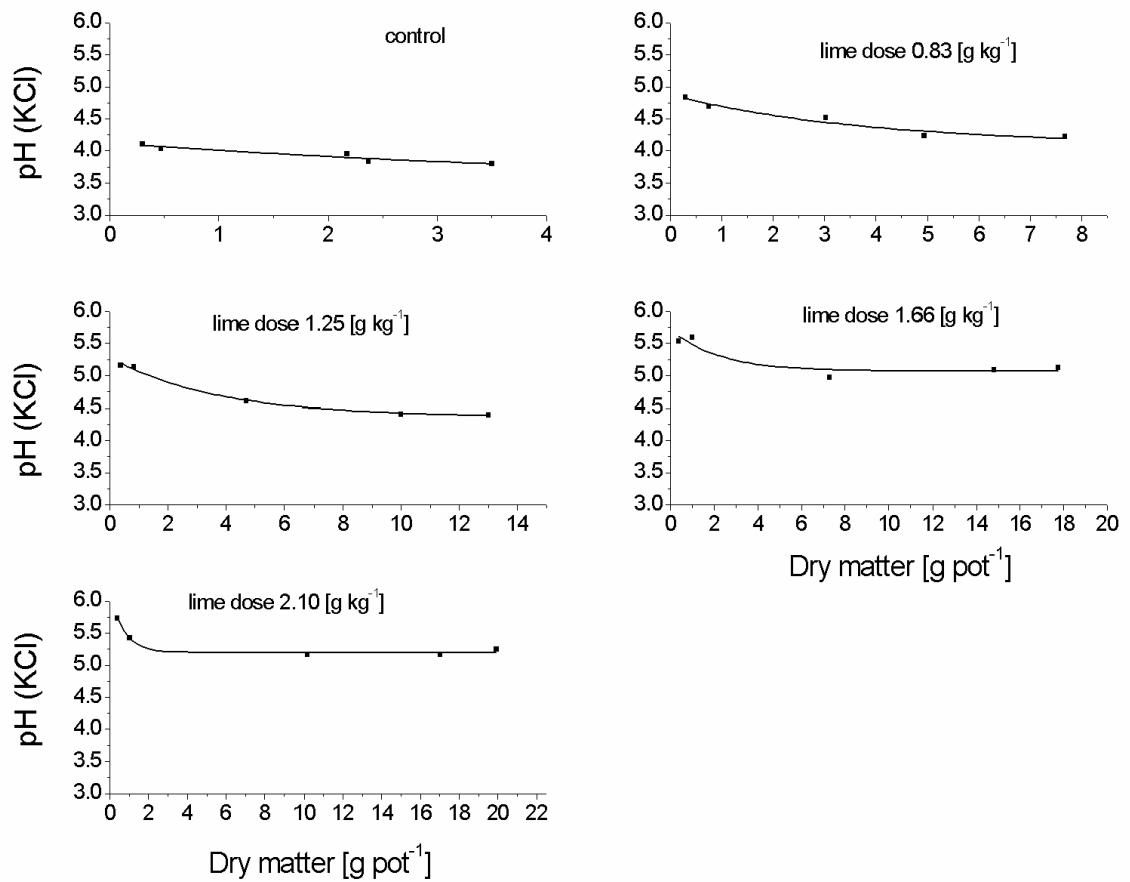 6.0
control
5.5
5.0
4.5
4.0
3.5
3.0
0 1 2 3 4
pH (KCl)
6.0
lime dose 0.83 [g kg⁻¹]
5.5
5.0
4.5
4.0
3.5
3.0
0 1 2 3 4 5 6 7 8
6.0
lime dose 1.25 [g kg⁻¹]
5.5
5.0
4.5
4.0
3.5
3.0
0 2 4 6 8 10 12 14
pH (KCl)
6.0
lime dose 1.66 [g kg⁻¹]
5.5
5.0
4.5
4.0
3.5
3.0
0 2 4 6 8 10 12 14 16 18 20
Dry matter [g pot⁻¹]
6.0
lime dose 2.10 [g kg⁻¹]
5.5
5.0
4.5
4.0
3.5
3.0
0 2 4 6 8 10 12 14 16 18 20 22
pH (KCl)
Dry matter [g pot⁻¹]